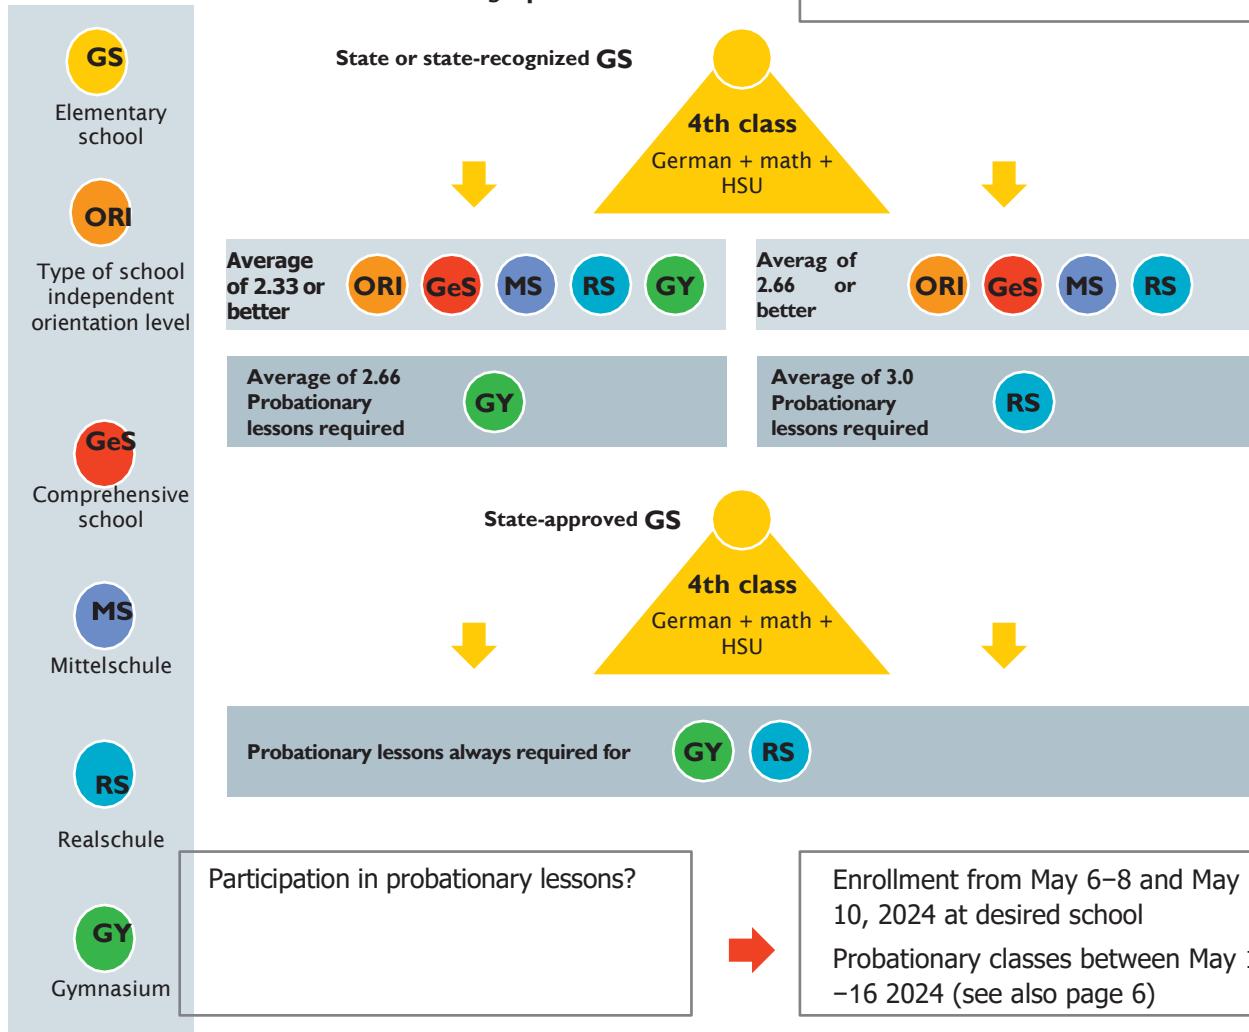 GS
Elementary
school
ORI
Type of school
independent
orientation level
GeS
Comprehensive
school
MS
Mittelschule
RS
Realschule
GY
Gymnasium
State or state-recognized GS
4th class
German + math +
HSU
Average
of 2.33 or
better
ORI GeS MS RS GY
Averag of
2.66 or
better
ORI GeS MS RS
Average of 2.66
Probationary
lessons required
GY
Average of 3.0
Probationary
lessons required
RS
State-approved GS
4th class
German + math +
HSU
Probationary lessons always required for GY RS
Participation in probationary lessons?
Enrollment from May 6–8 and May
10, 2024 at desired school
Probationary classes between May
–16 2024 (see also page 6)